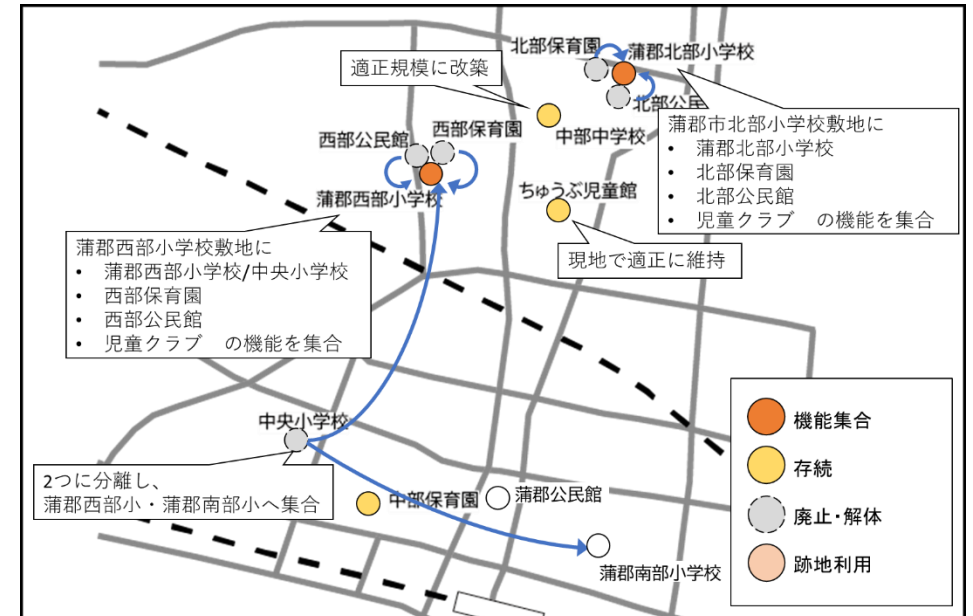 北部保育園
蒲郡北部小学校
適正規模に改築
北部公民
中部中学校
蒲郡市北部小学校敷地に
• 蒲郡北部小学校
• 北部保育園
• 北部公民館
• 児童クラブ の機能を集合
西部公民館
西部保育園
蒲郡西部小学校
ちゅうぶ児童館
現地で適正に維持
蒲郡西部小学校敷地に
• 蒲郡西部小学校/中央小学校
• 西部保育園
• 西部公民館
• 児童クラブ の機能を集合
中央小学校
2つに分離し、
蒲郡西部小・蒲郡南部小へ集合
中部保育園
蒲郡公民館
蒲郡南部小学校
機能集合
存続
廃止・解体
跡地利用